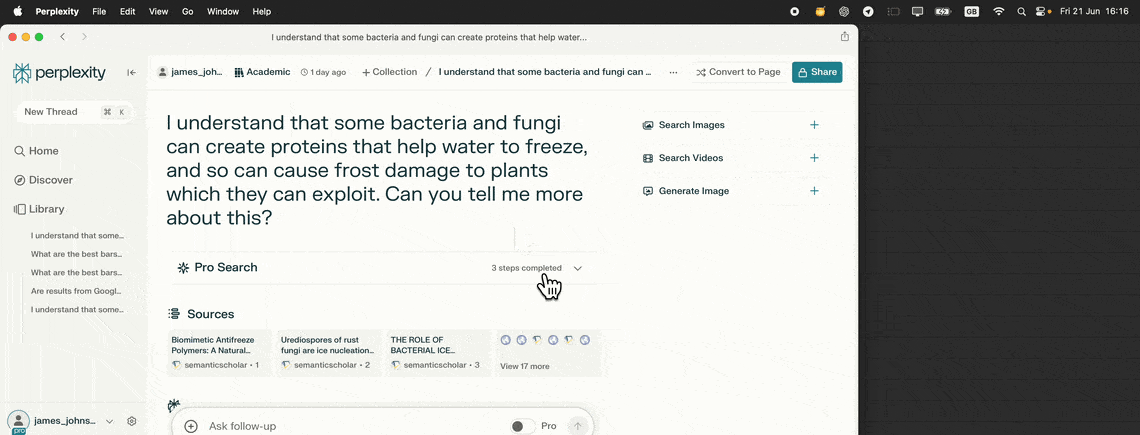 Perplexity File Edit View Go Window Help GB Fri 21 Jun 16:16
I understand that some bacteria and fungi can create proteins that help water...
perplexity
james_joh... Academic 1 day ago + Collection / I understand that some bacteria and fungi can ... ... Convert to Page Share
New Thread ⌘ K
Home
Discover
Library
I understand that some...
What are the best bars...
What are the best bars...
Are results from Googl...
I understand that some...
james_johns...
pro
I understand that some bacteria and fungi
can create proteins that help water to freeze,
and so can cause frost damage to plants
which they can exploit. Can you tell me more
about this?
Pro Search 3 steps completed
Sources
Biomimetic Antifreeze
Polymers: A Natural...
semanticscholar · 1
Urediospores of rust
fungi are ice nucleation...
semanticscholar · 2
THE ROLE OF
BACTERIAL ICE...
semanticscholar · 3
View 17 more
Ask follow-up Pro
Search Images +
Search Videos +
Generate Image +